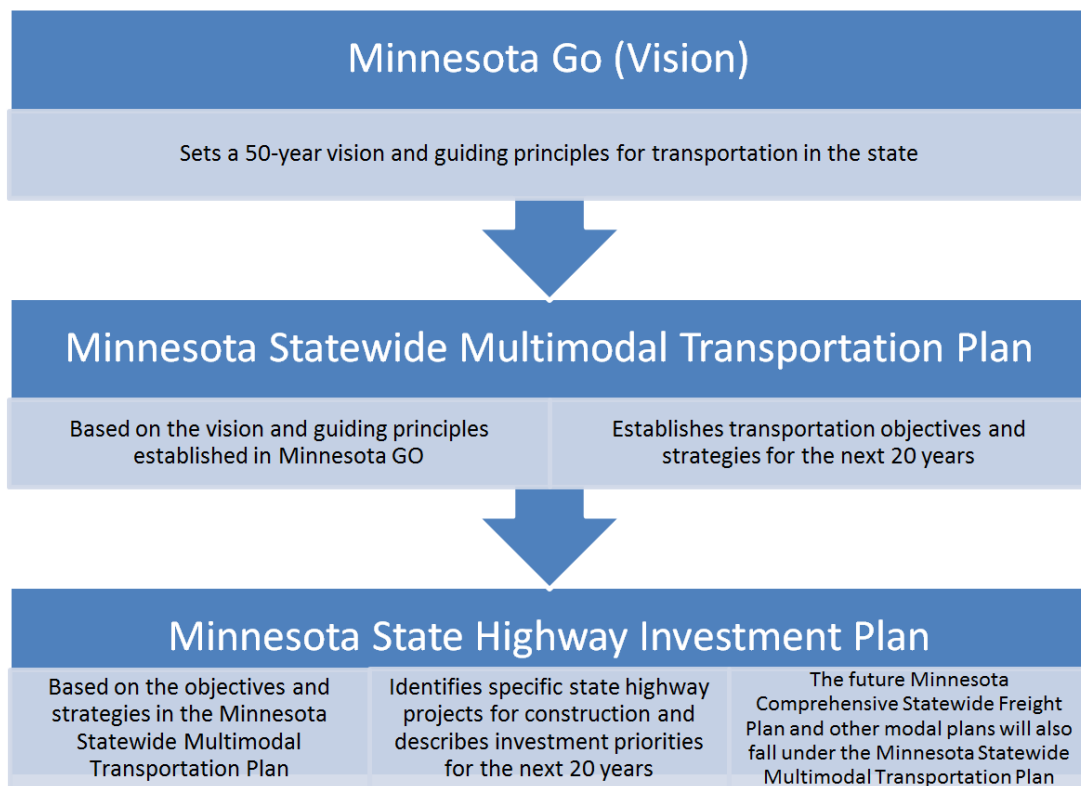 Minnesota Go (Vision)
Sets a 50-year vision and guiding principles for transportation in the state
Minnesota Statewide Multimodal Transportation Plan
Based on the vision and guiding principles
established in Minnesota GO
Establishes transportation objectives and
strategies for the next 20 years
Minnesota State Highway Investment Plan
Based on the objectives and
strategies in the Minnesota
Statewide Multimodal
Transportation Plan
Identifies specific state highway
projects for construction and
describes investment priorities
for the next 20 years
The future Minnesota
Comprehensive Statewide Freight
Plan and other modal plans will also
fall under the Minnesota Statewide
Multimodal Transportation Plan